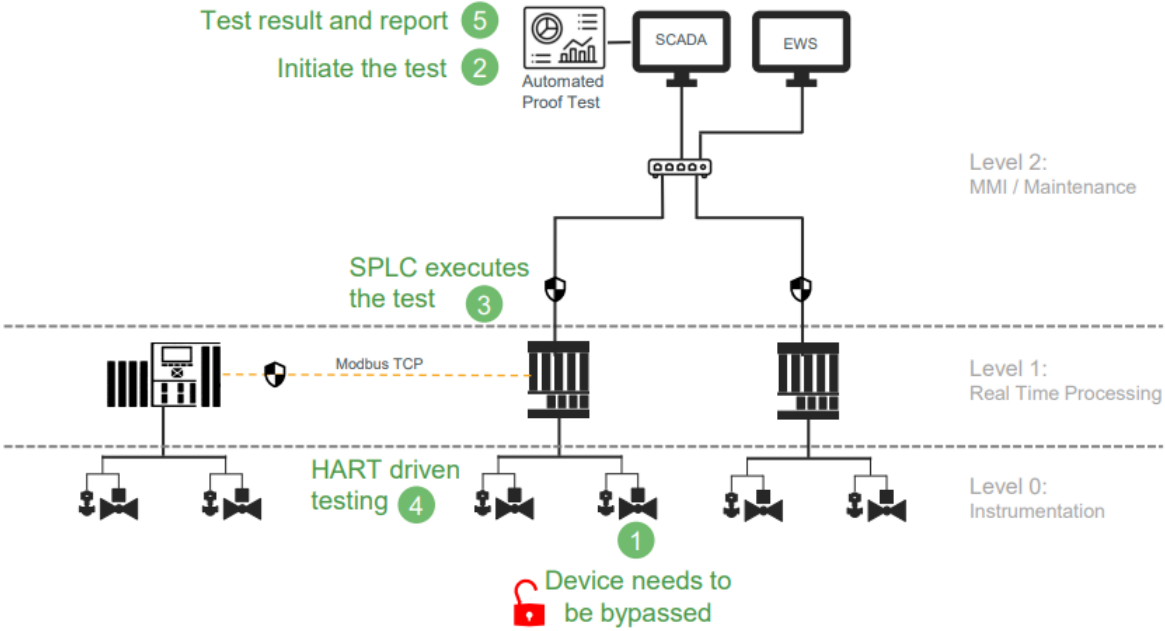 Test result and report 5
Initiate the test 2
Automated
Proof Test
SCADA
EWS
Level 2:
MMI / Maintenance
SPLC executes
the test 3
Modbus TCP
Level 1:
Real Time Processing
HART driven
testing 4
Level 0:
Instrumentation
1
Device needs to
be bypassed